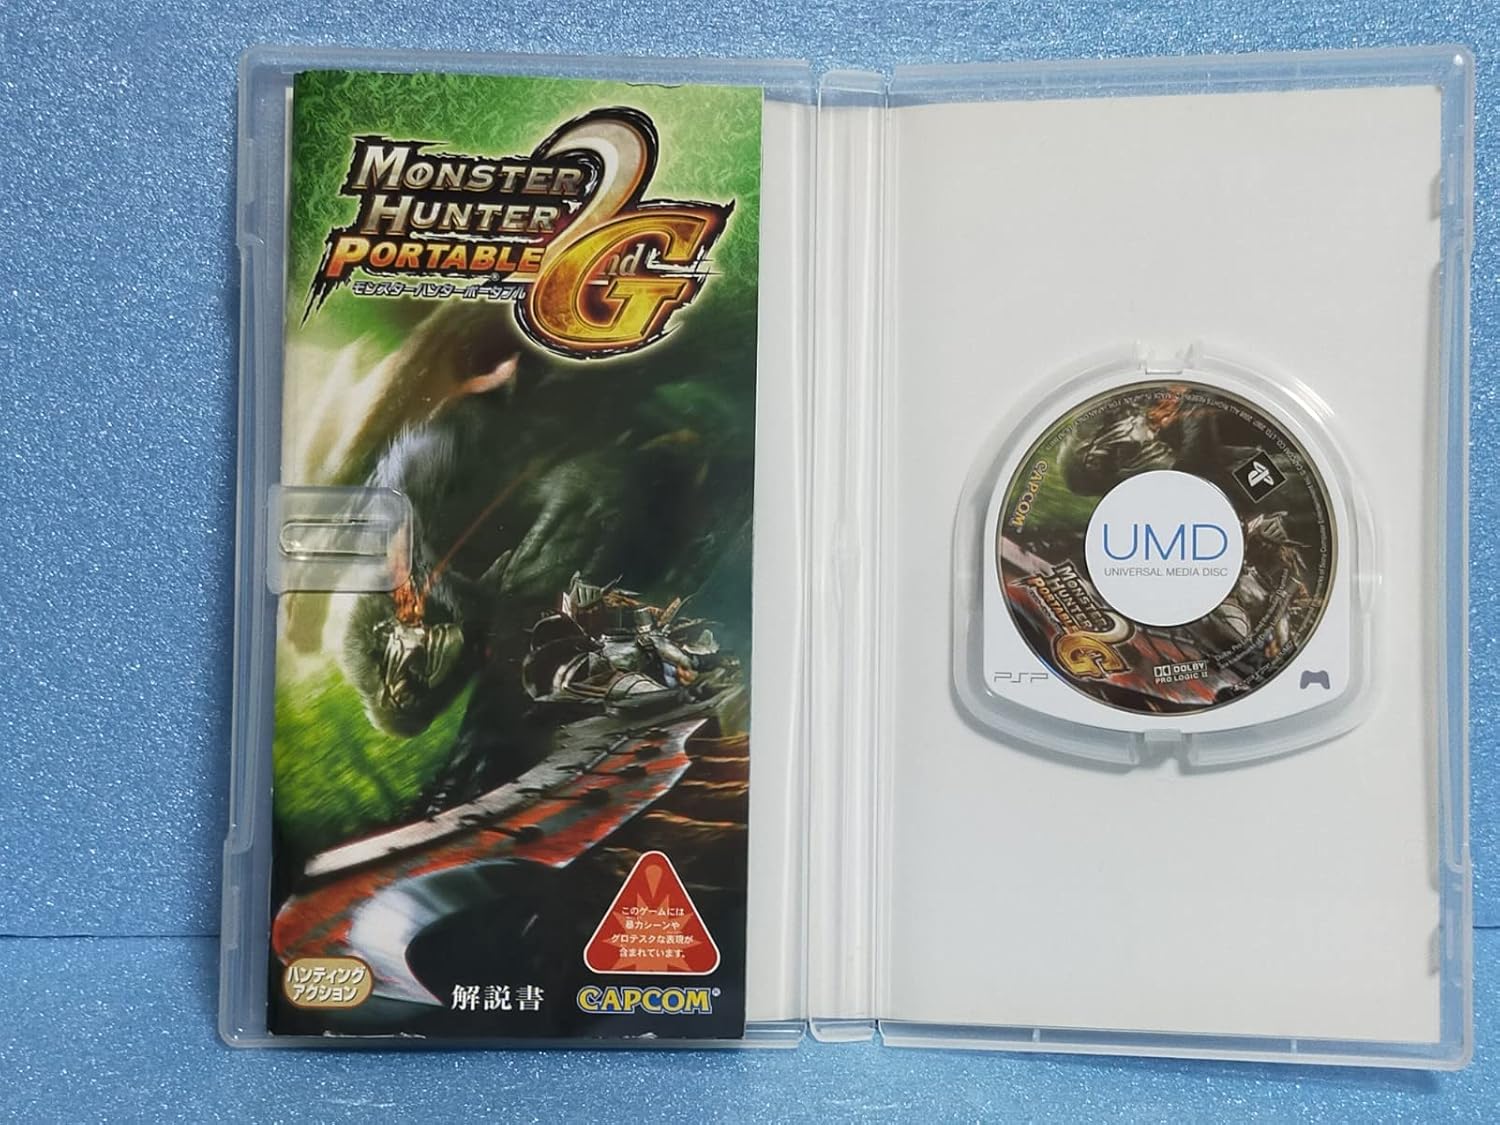 MONSTER
HUNTER
PORTABLE 2nd G
モンスターハンターポータブル
このゲームには
暴力シーンや
グロテスクな表現が
含まれています。
ハンティング
アクション
解説書
CAPCOM®
CAPCOM
UMD
UNIVERSAL MEDIA DISC
MONSTER
HUNTER
PORTABLE 2nd G
DOLBY
PRO LOGIC II
PSP